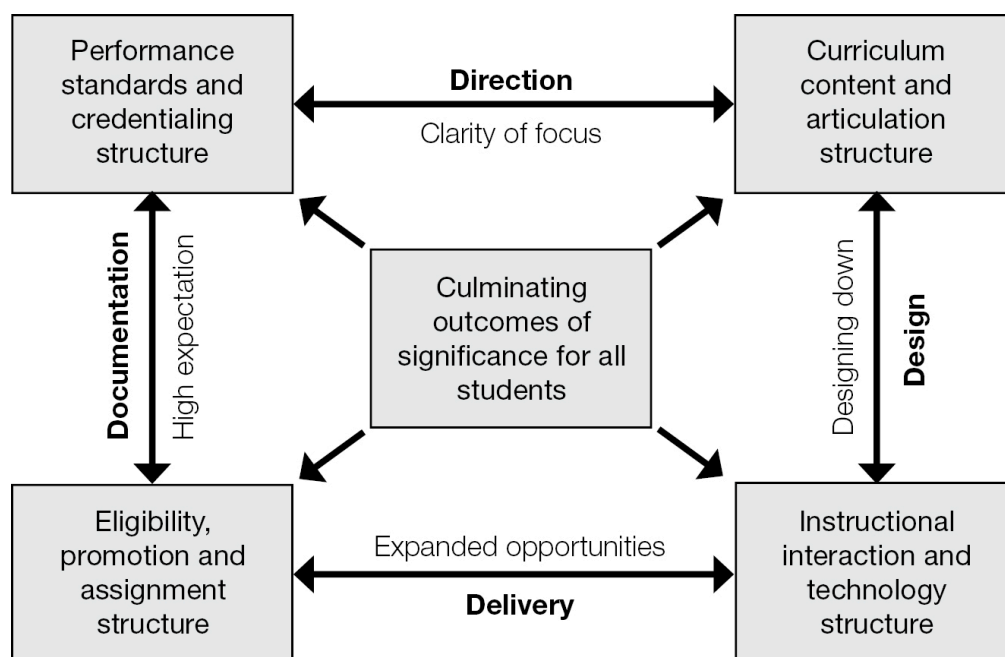 Performance
standards and
credentialing
structure
Direction
Clarity of focus
Curriculum
content and
articulation
structure
Documentation
High expectation
Culminating
outcomes of
significance for all
students
Designing down
Design
Eligibility,
promotion and
assignment
structure
Expanded opportunities
Delivery
Instructional
interaction and
technology
structure